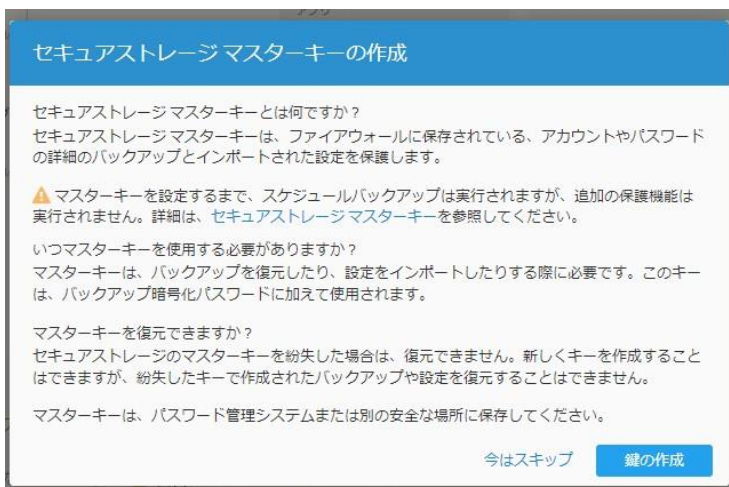 セキュアストレージ マスターキーの作成
セキュアストレージ マスターキーとは何ですか？
セキュアストレージ マスターキーは、ファイアウォールに保存されている、アカウントやパスワード
の詳細のバックアップとインポートされた設定を保護します。
マスターキーを設定するまで、スケジュールバックアップは実行されますが、追加の保護機能は
実行されません。詳細は、セキュアストレージ マスターキーを参照してください。
いつマスターキーを使用する必要がありますか？
マスターキーは、バックアップを復元したり、設定をインポートしたりする際に必要です。このキー
は、バックアップ暗号化パスワードに加えて使用されます。
マスターキーを復元できますか？
セキュアストレージのマスターキーを紛失した場合は、復元できません。新しくキーを作成すること
はできますが、紛失したキーで作成されたバックアップや設定を復元することはできません。
マスターキーは、パスワード管理システムまたは別の安全な場所に保存してください。
今はスキップ 鍵の作成